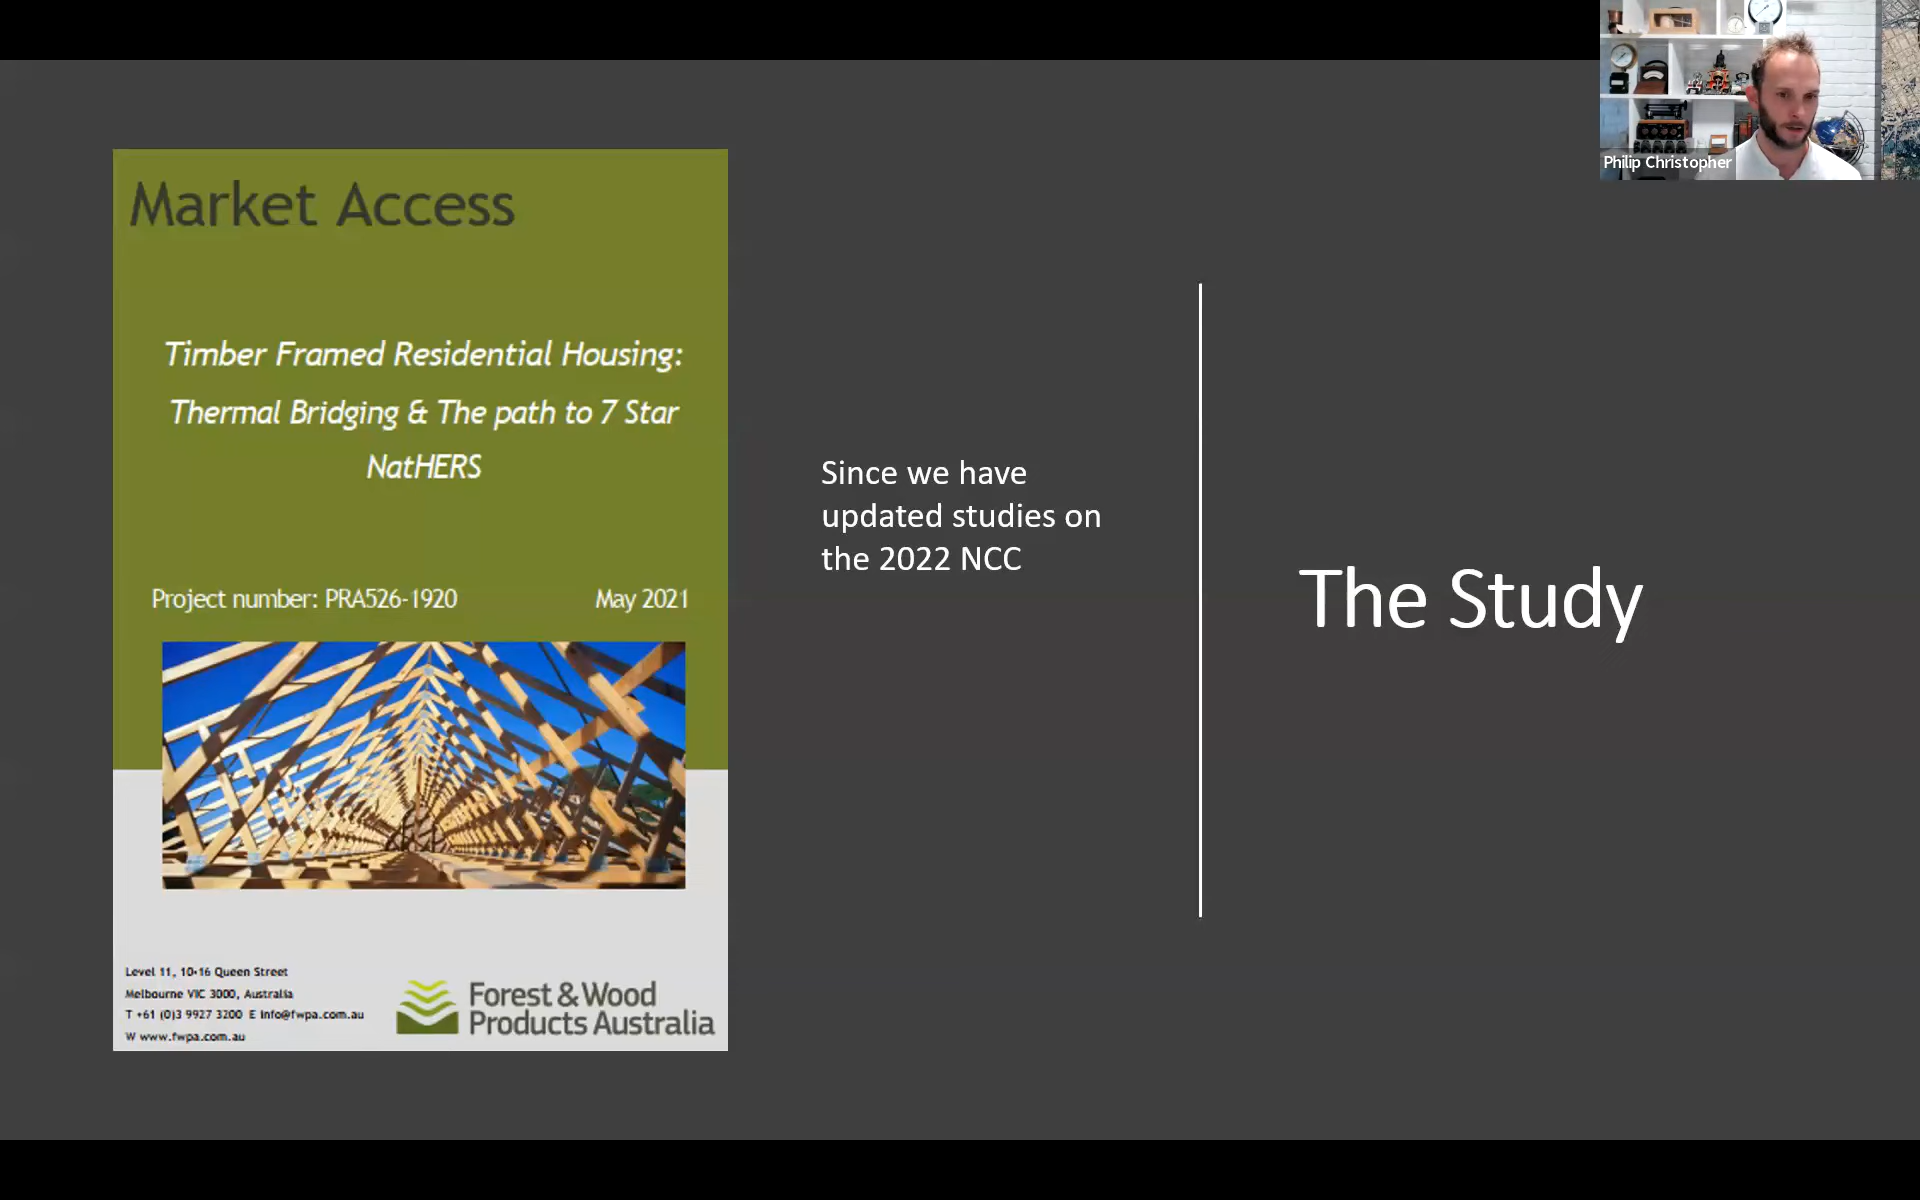 Philip Christopher
Market Access
Timber Framed Residential Housing:
Thermal Bridging & The path to 7 Star
NatHERS
Project number: PRA526-1920 May 2021
Level 11, 10-16 Queen Street
Melbourne VIC 3000, Australia
T +61 (0)3 9927 3200 E info@fwpa.com.au
W www.fwpa.com.au
Forest & Wood
Products Australia
Since we have
updated studies on
the 2022 NCC
The Study